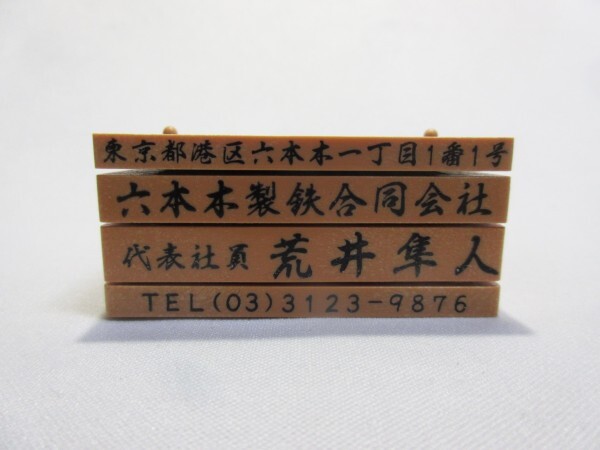 東京都港区六本木一丁目1番1号
六本木製鉄合同会社
代表社員 荒井隼人
TEL(03)3123-9876